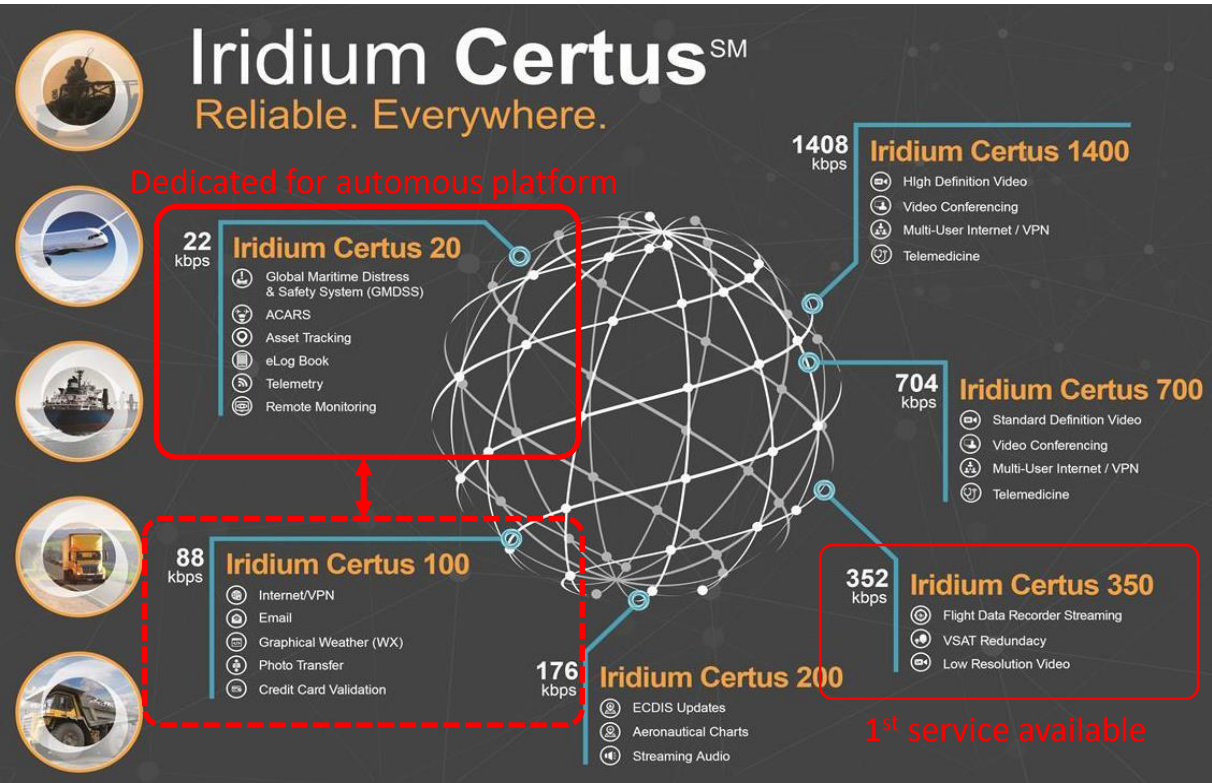 Iridium Certus℠
Reliable. Everywhere.
Dedicated for automous platform
22
kbps
Iridium Certus 20
Global Maritime Distress
& Safety System (GMDSS)
ACARS
Asset Tracking
eLog Book
Telemetry
Remote Monitoring
88
kbps
Iridium Certus 100
Internet/VPN
Email
Graphical Weather (WX)
Photo Transfer
Credit Card Validation
176
kbps
Iridium Certus 200
ECDIS Updates
Aeronautical Charts
Streaming Audio
1408
kbps
Iridium Certus 1400
HIgh Definition Video
Video Conferencing
Multi-User Internet / VPN
Telemedicine
704
kbps
Iridium Certus 700
Standard Definition Video
Video Conferencing
Multi-User Internet / VPN
Telemedicine
352
kbps
Iridium Certus 350
Flight Data Recorder Streaming
VSAT Redundancy
Low Resolution Video
1st service available